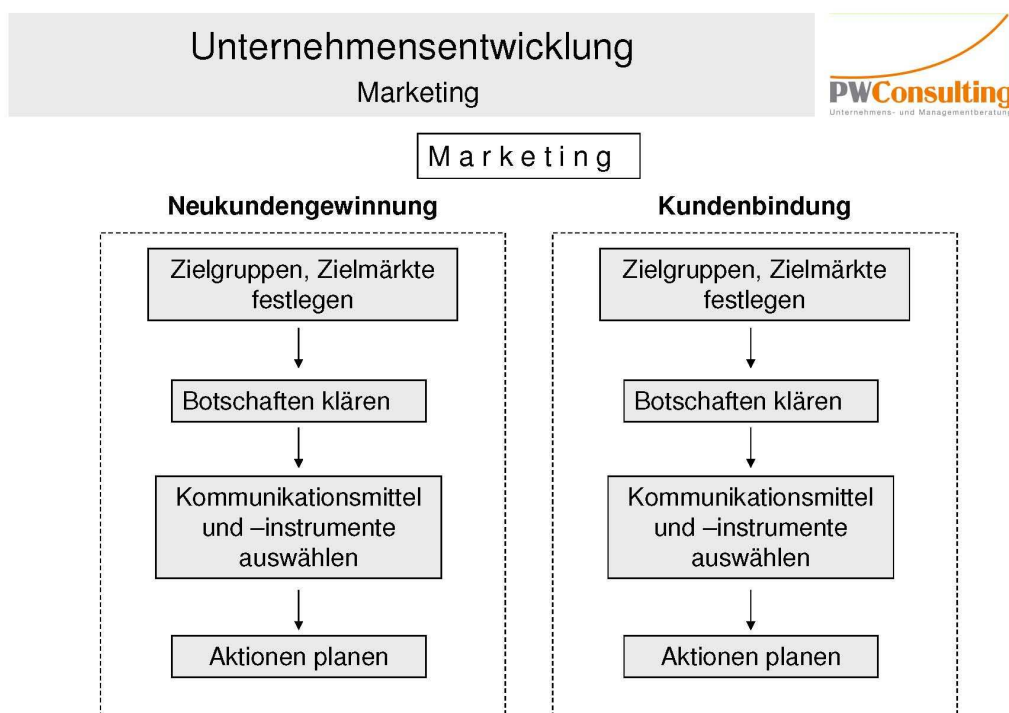 Unternehmensentwicklung
Marketing
PWConsulting
Unternehmens- und Managementberatung
Marketing
Neukundengewinnung
Zielgruppen, Zielmärkte
festlegen
Botschaften klären
Kommunikationsmittel
und –instrumente
auswählen
Aktionen planen
Kundenbindung
Zielgruppen, Zielmärkte
festlegen
Botschaften klären
Kommunikationsmittel
und –instrumente
auswählen
Aktionen planen